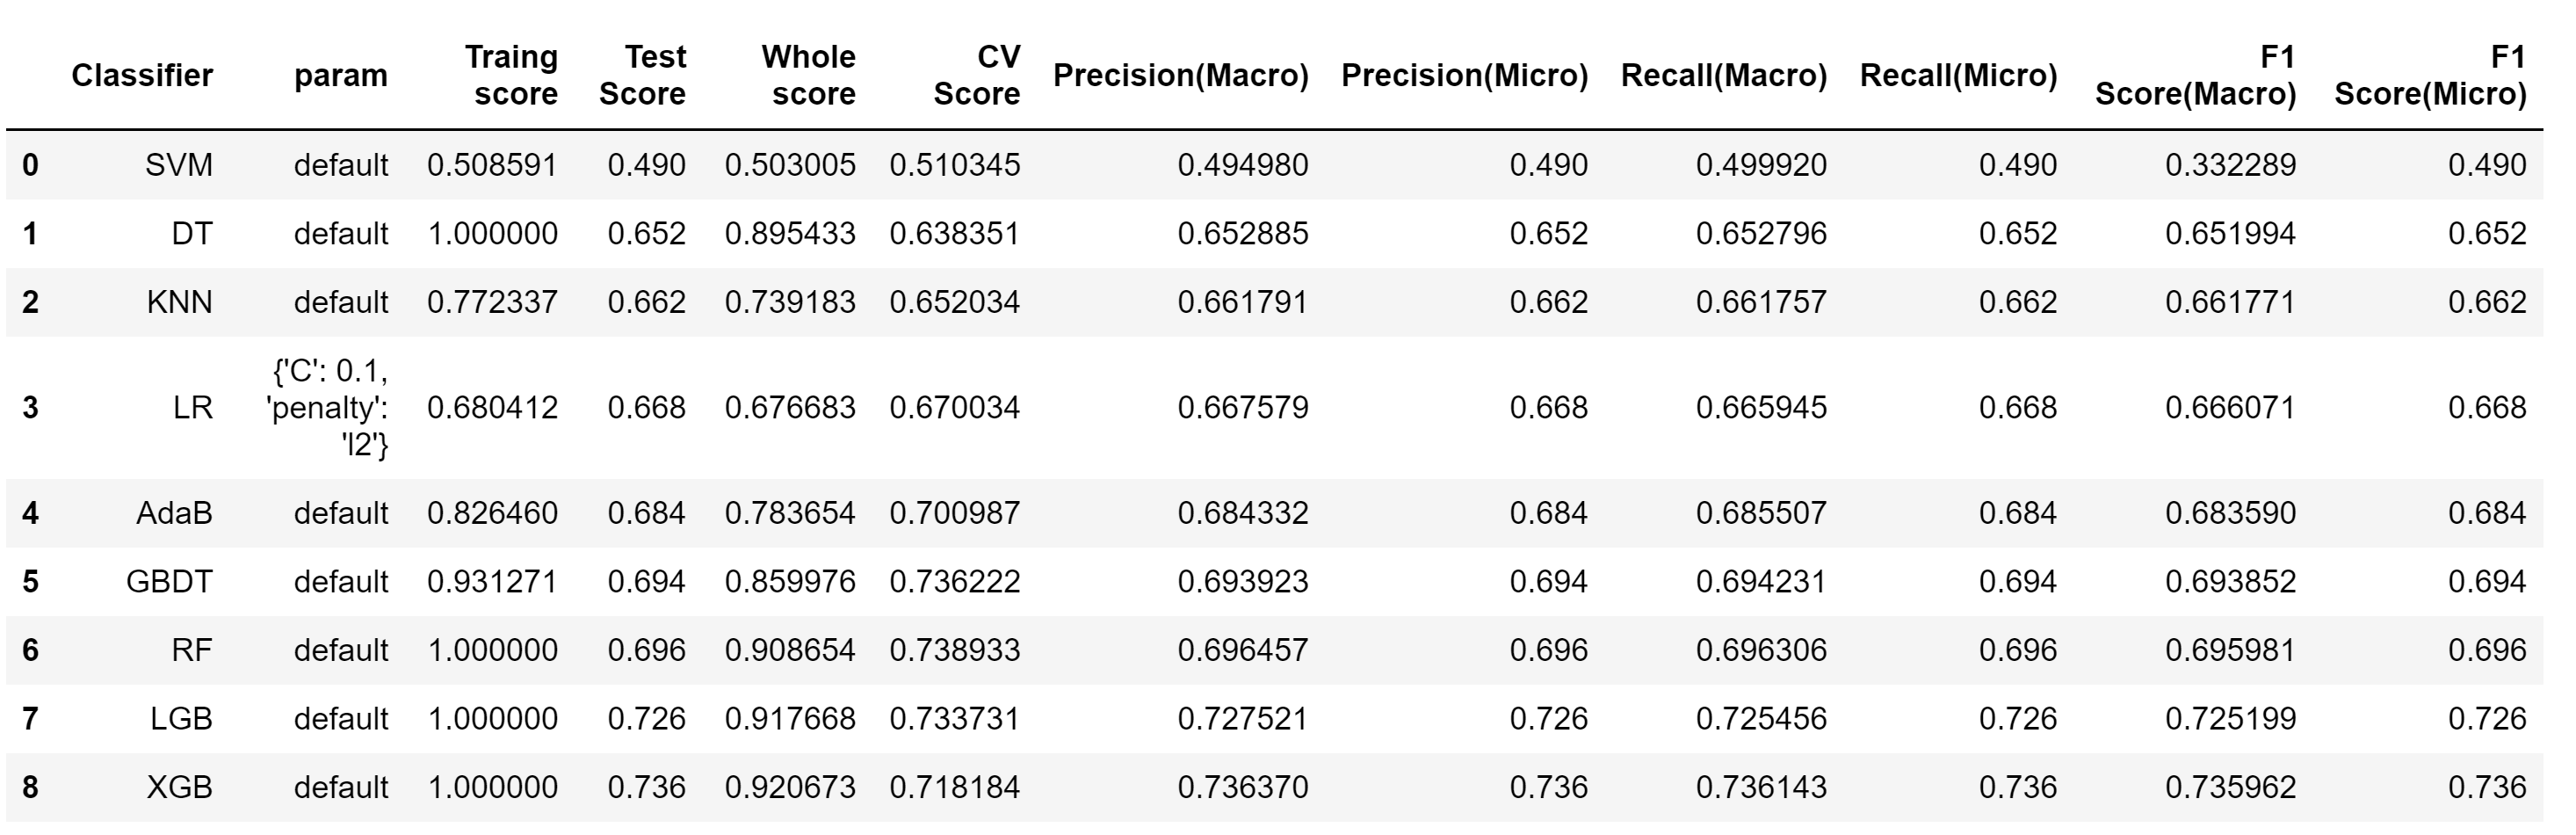 Classifier param Traing score Test Score Whole score CV Score Precision(Macro) Precision(Micro) Recall(Macro) Recall(Micro) F1 Score(Macro) F1 Score(Micro)
0 SVM default 0.508591 0.490 0.503005 0.510345 0.494980 0.490 0.499920 0.490 0.332289 0.490
1 DT default 1.000000 0.652 0.895433 0.638351 0.652885 0.652 0.652796 0.652 0.651994 0.652
2 KNN default 0.772337 0.662 0.739183 0.652034 0.661791 0.662 0.661757 0.662 0.661771 0.662
3 LR {'C': 0.1, 'penalty': 'l2'} 0.680412 0.668 0.676683 0.670034 0.667579 0.668 0.665945 0.668 0.666071 0.668
4 AdaB default 0.826460 0.684 0.783654 0.700987 0.684332 0.684 0.685507 0.684 0.683590 0.684
5 GBDT default 0.931271 0.694 0.859976 0.736222 0.693923 0.694 0.694231 0.694 0.693852 0.694
6 RF default 1.000000 0.696 0.908654 0.738933 0.696457 0.696 0.696306 0.696 0.695981 0.696
7 LGB default 1.000000 0.726 0.917668 0.733731 0.727521 0.726 0.725456 0.726 0.725199 0.726
8 XGB default 1.000000 0.736 0.920673 0.718184 0.736370 0.736 0.736143 0.736 0.735962 0.736